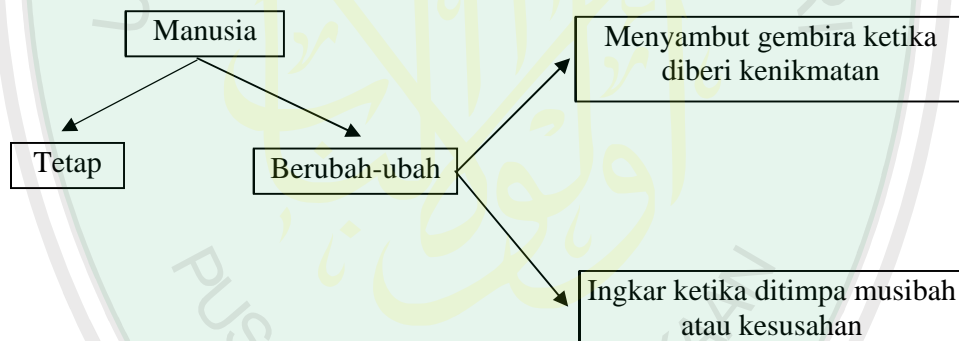 Manusia
Menyambut gembira ketika
diberi kenikmatan
Tetap
Berubah-ubah
Ingkar ketika ditimpa musibah
atau kesusahan